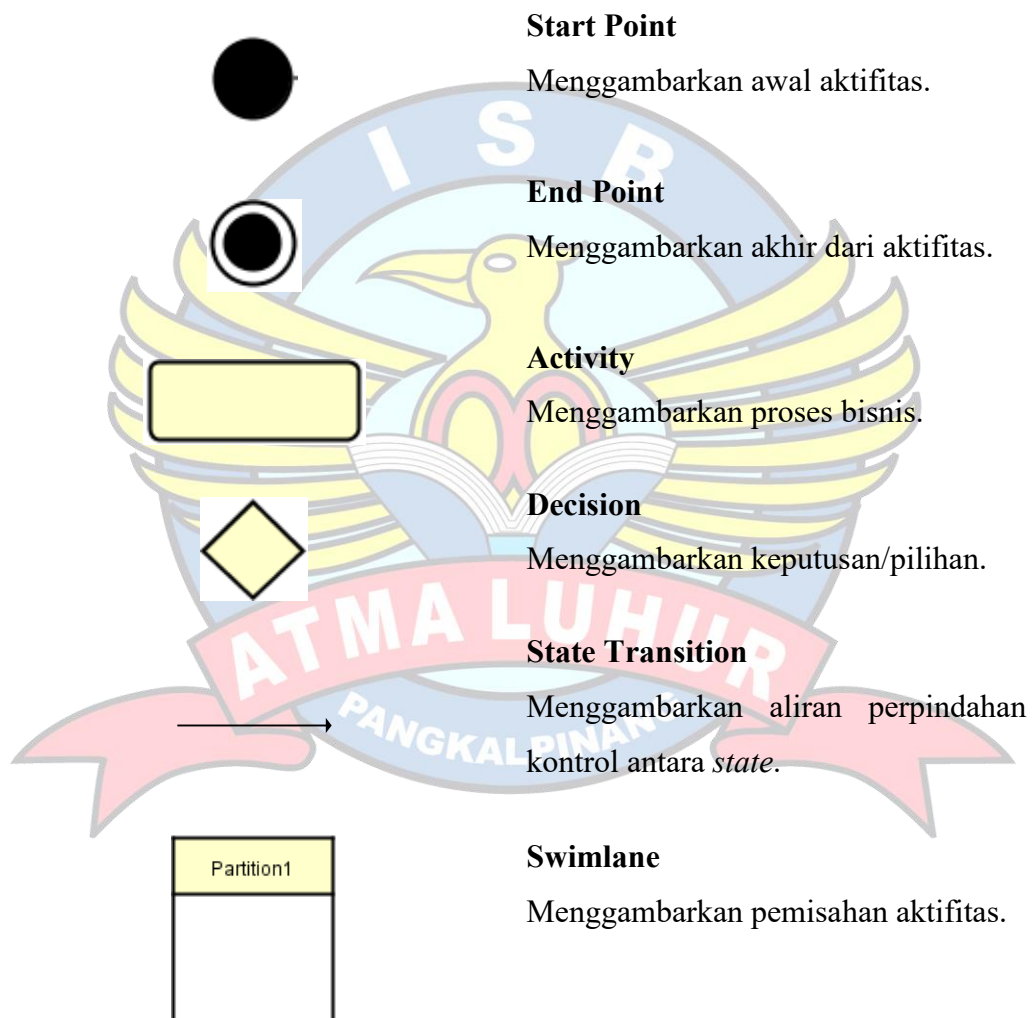 Start Point
Menggambarkan awal aktifitas.
I S B
End Point
Menggambarkan akhir dari aktifitas.
Activity
Menggambarkan proses bisnis.
Decision
Menggambarkan keputusan/pilihan.
ATMA LUHUR
State Transition
Menggambarkan aliran perpindahan
kontrol antara state.
PANGKALPINANG
Partition1
Swimlane
Menggambarkan pemisahan aktifitas.